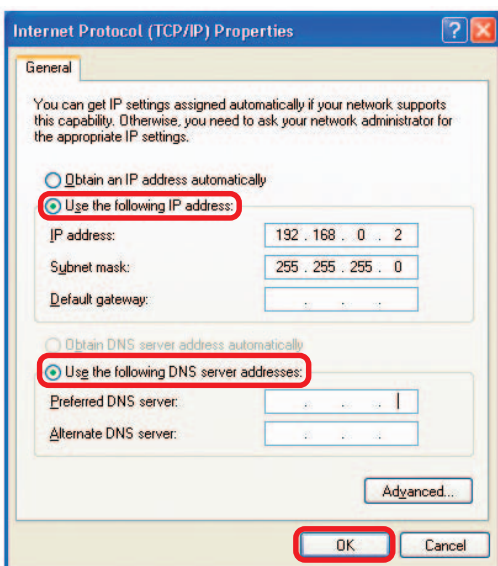 Internet Protocol (TCP/IP) Properties
General
You can get IP settings assigned automatically if your network supports
this capability. Otherwise, you need to ask your network administrator for
the appropriate IP settings.
Obtain an IP address automatically
Use the following IP address:
IP address: 192 . 168 . 0 . 2
Subnet mask: 255 . 255 . 255 . 0
Default gateway: . . .
Obtain DNS server address automatically
Use the following DNS server addresses:
Preferred DNS server: . . .
Alternate DNS server: . . .
Advanced...
OK Cancel